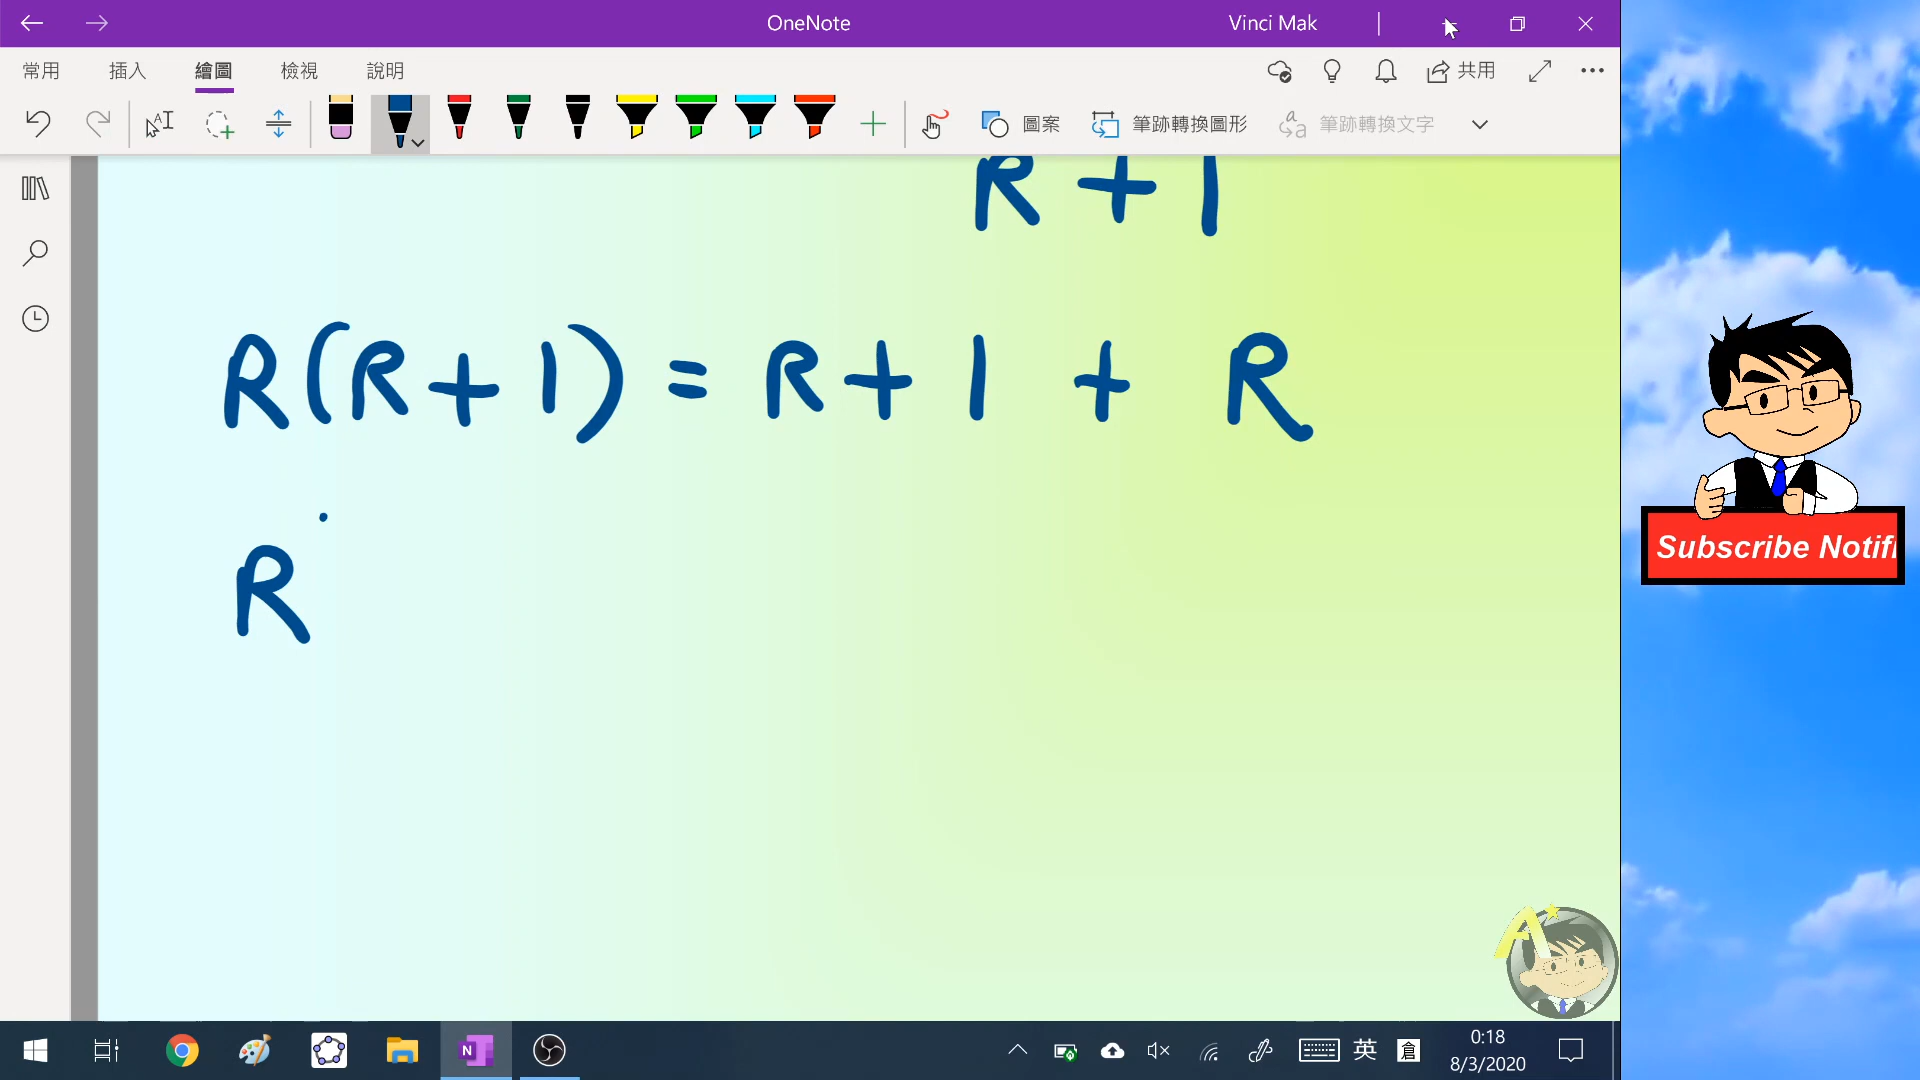 OneNote
Vinci Mak
常用 插入 繪圖 檢視 說明
共用
圖案 筆跡轉換圖形 筆跡轉換文字
R + 1
R(R+1) = R+1 + R
R
Subscribe Notifi
A
英 倉
0:18
8/3/2020